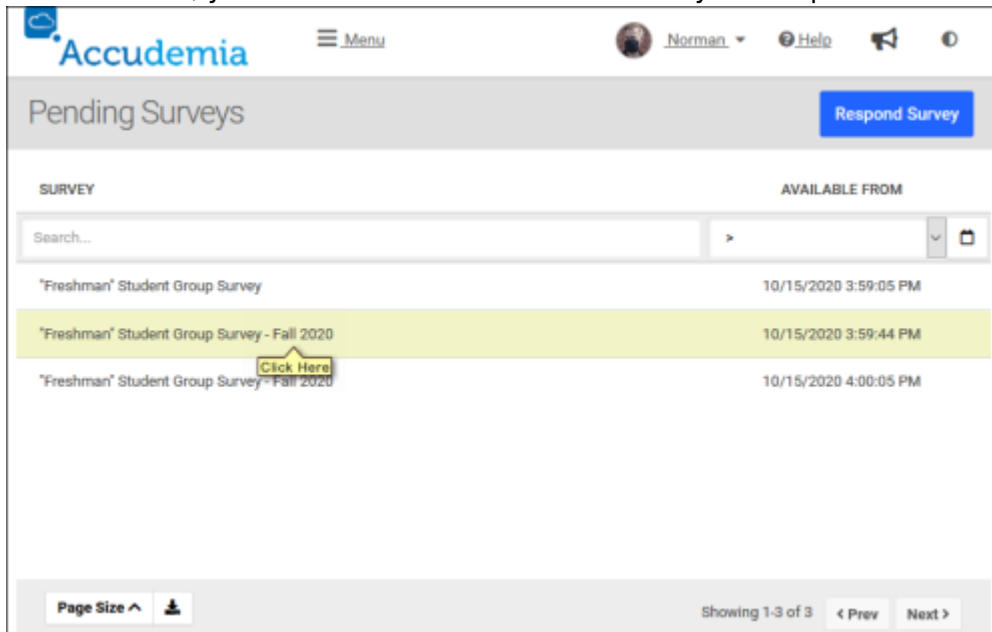 Accudemia
Menu
Norman
Help
Pending Surveys
Respond Survey
SURVEY
AVAILABLE FROM
Search...
>
"Freshman" Student Group Survey
10/15/2020 3:59:05 PM
"Freshman" Student Group Survey - Fall 2020
10/15/2020 3:59:44 PM
Click Here
"Freshman" Student Group Survey - Fall 2020
10/15/2020 4:00:05 PM
Page Size
Showing 1-3 of 3
< Prev
Next >